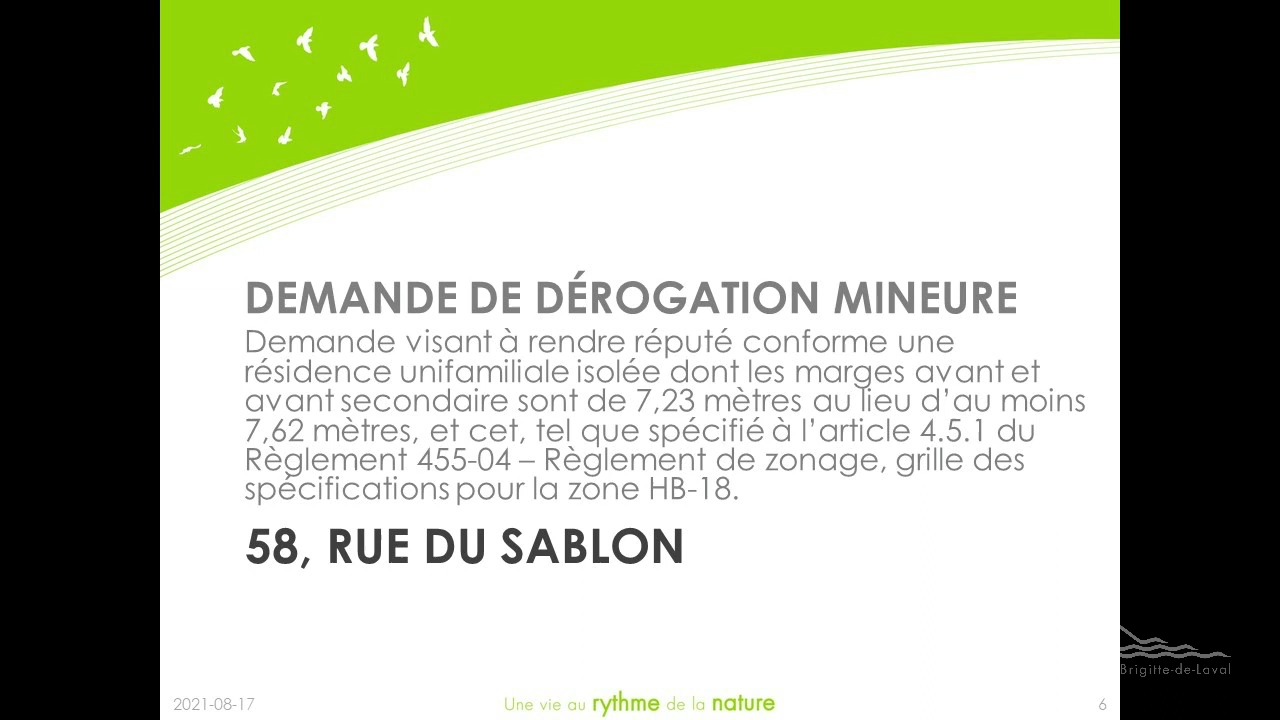 DEMANDE DE DÉROGATION MINEURE
Demande visant à rendre réputé conforme une
résidence unifamiliale isolée dont les marges avant et
avant secondaire sont de 7,23 mètres au lieu d’au moins
7,62 mètres, et cet, tel que spécifié à l’article 4.5.1 du
Règlement 455-04 – Règlement de zonage, grille des
spécifications pour la zone HB-18.
58, RUE DU SABLON
Brigitte-de-Laval
2021-08-17
Une vie au rythme de la nature
6